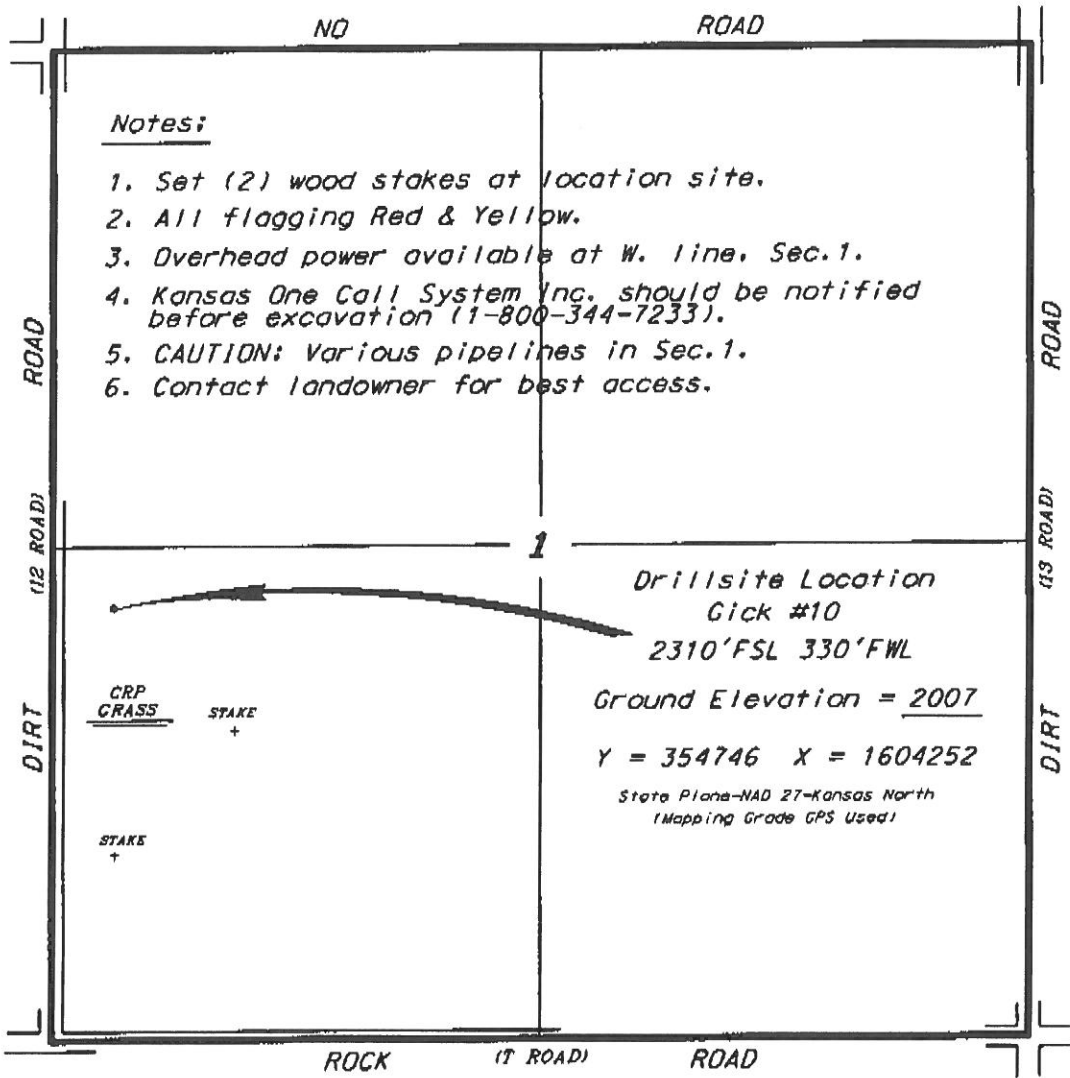 NO ROAD
Notes:
1. Set (2) wood stakes at location site.
2. All flagging Red & Yellow.
3. Overhead power available at W. line, Sec.1.
4. Kansas One Call System Inc. should be notified
before excavation (1-800-344-7233).
5. CAUTION: Various pipelines in Sec.1.
6. Contact landowner for best access.
ROAD
(12 ROAD)
DIRT
ROAD
(13 ROAD)
DIRT
1
Drillsite Location
Gick #10
2310'FSL 330'FWL
Ground Elevation = 2007
Y = 354746 X = 1604252
State Plane-NAD 27-Kansas North
(Mapping Grade GPS Used)
CRP
GRASS
STAKE
STAKE
ROCK (T ROAD) ROAD